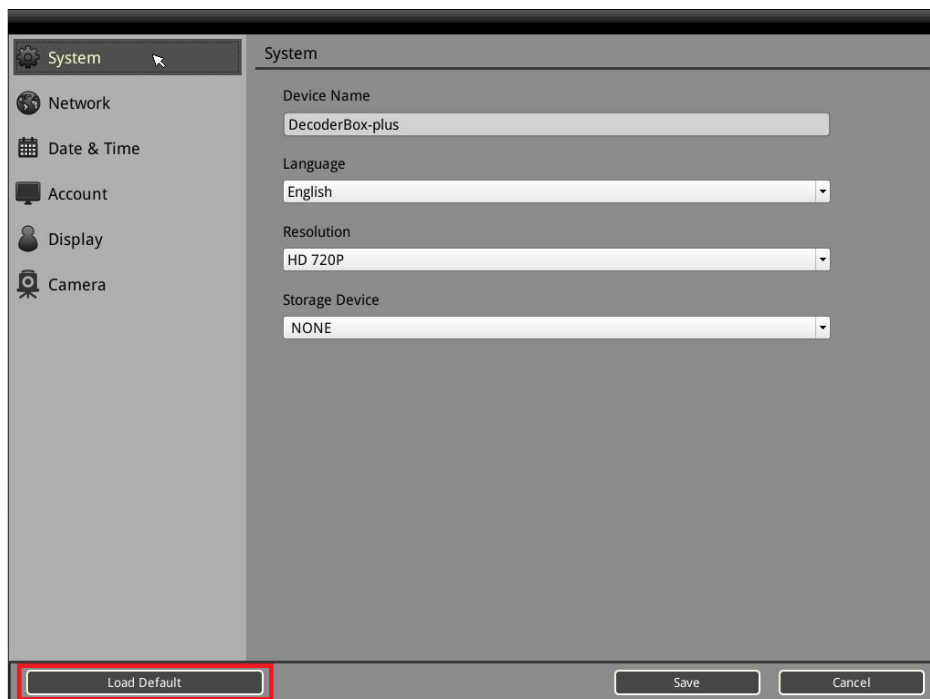 System
Network
Date & Time
Account
Display
Camera
System
Device Name
DecoderBox-plus
Language
English
Resolution
HD 720P
Storage Device
NONE
Load Default
Save
Cancel